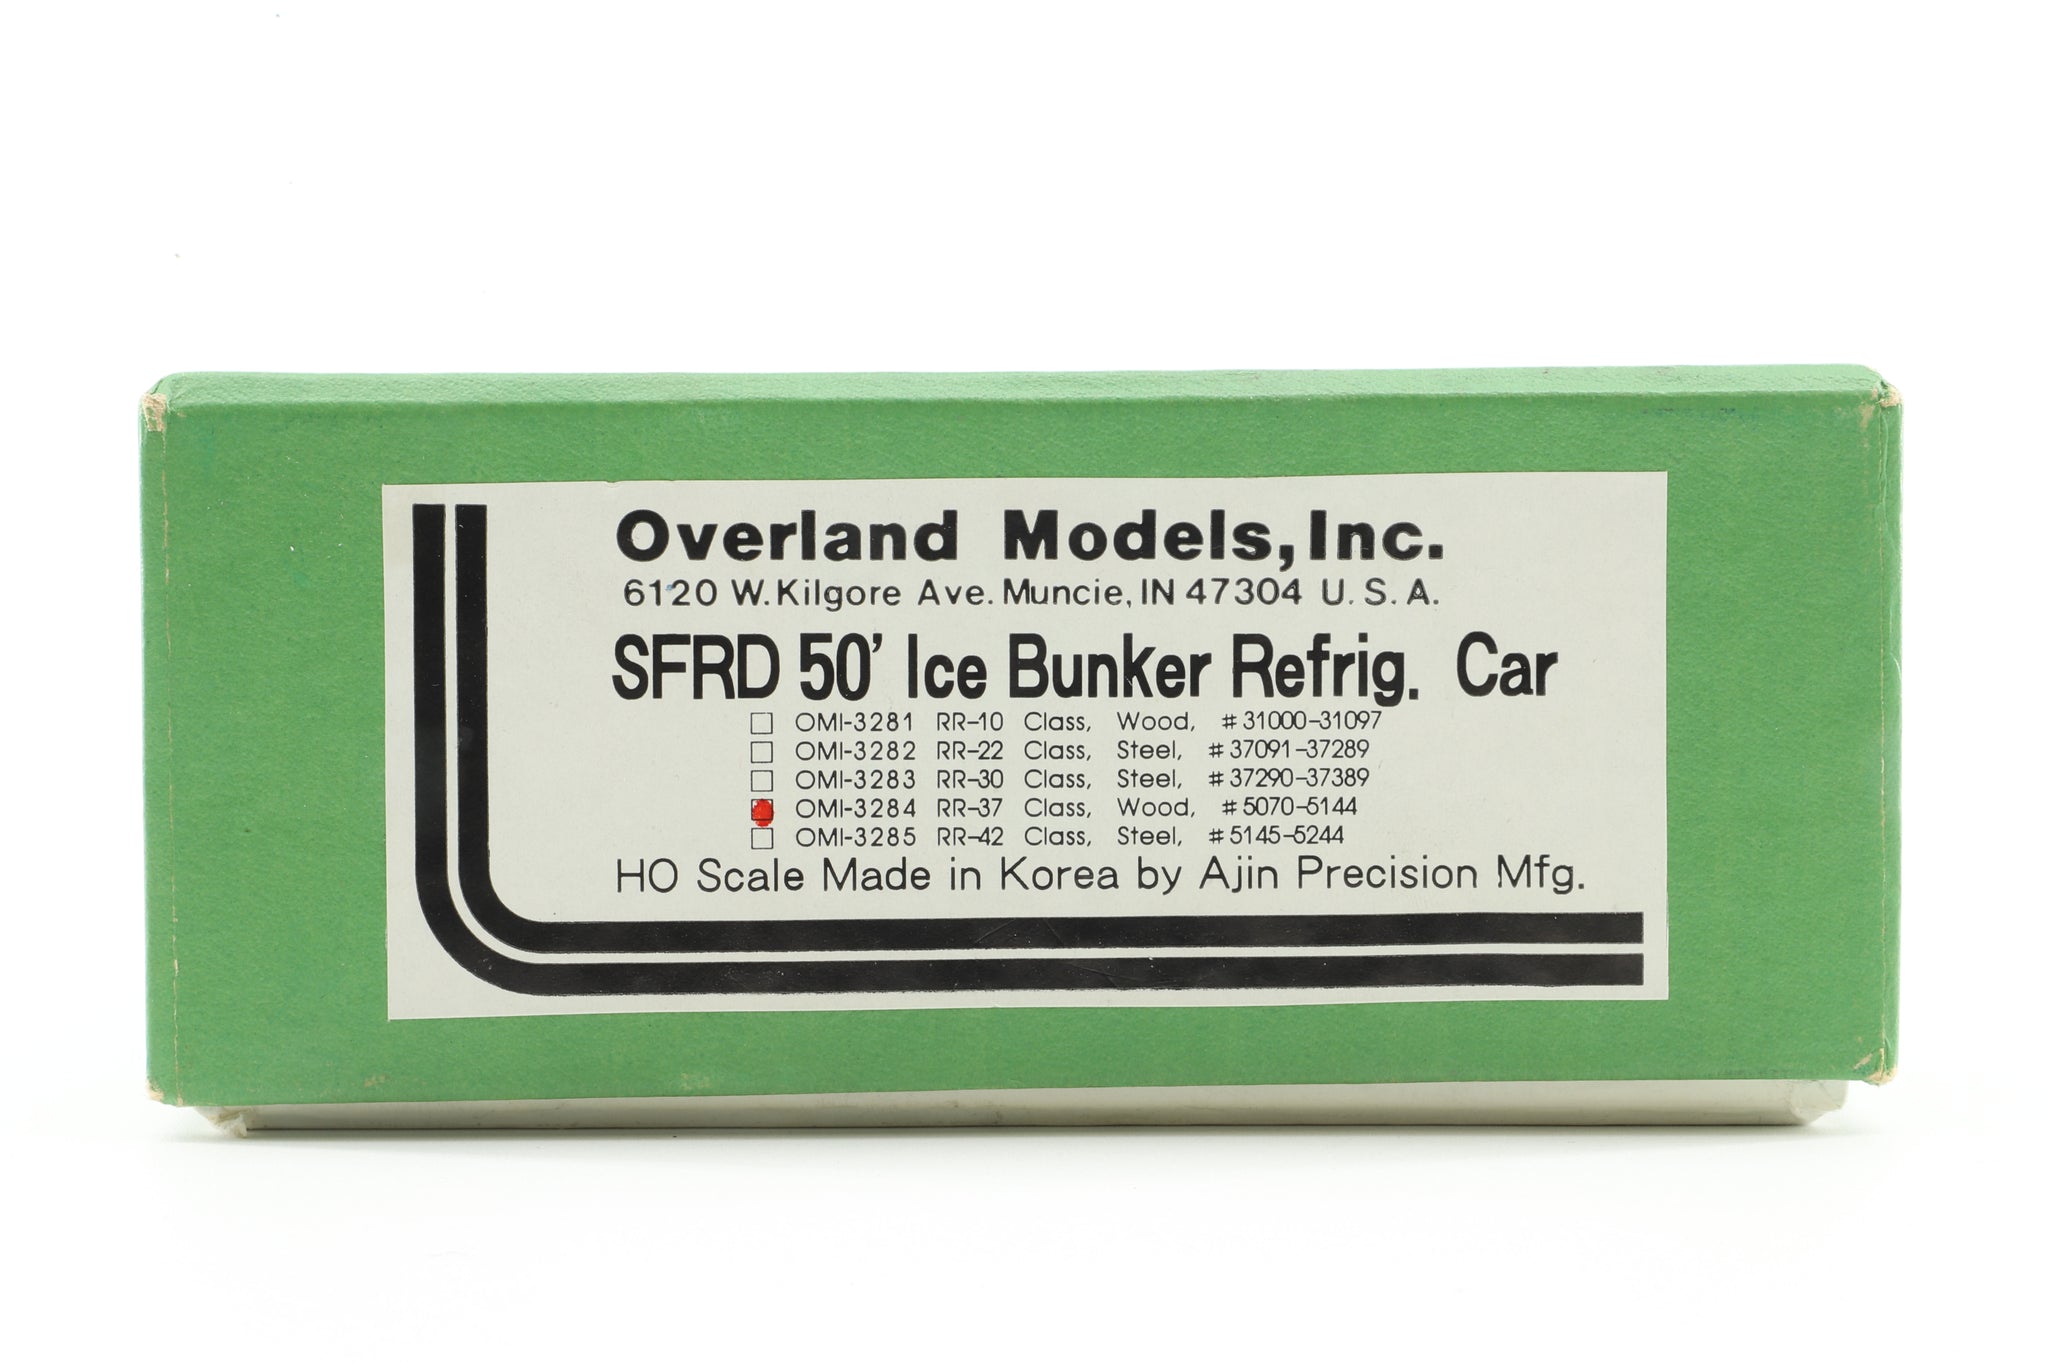 Overland Models, Inc.
6120 W. Kilgore Ave. Muncie, IN 47304 U.S.A.
SFRD 50' Ice Bunker Refrig. Car
OMI-3281 RR-10 Class, Wood, #31000-31097
OMI-3282 RR-22 Class, Steel, #37091-37289
OMI-3283 RR-30 Class, Steel, #37290-37389
OMI-3284 RR-37 Class, Wood, #5070-5144
OMI-3285 RR-42 Class, Steel, #5145-5244
HO Scale Made in Korea by Ajin Precision Mfg.